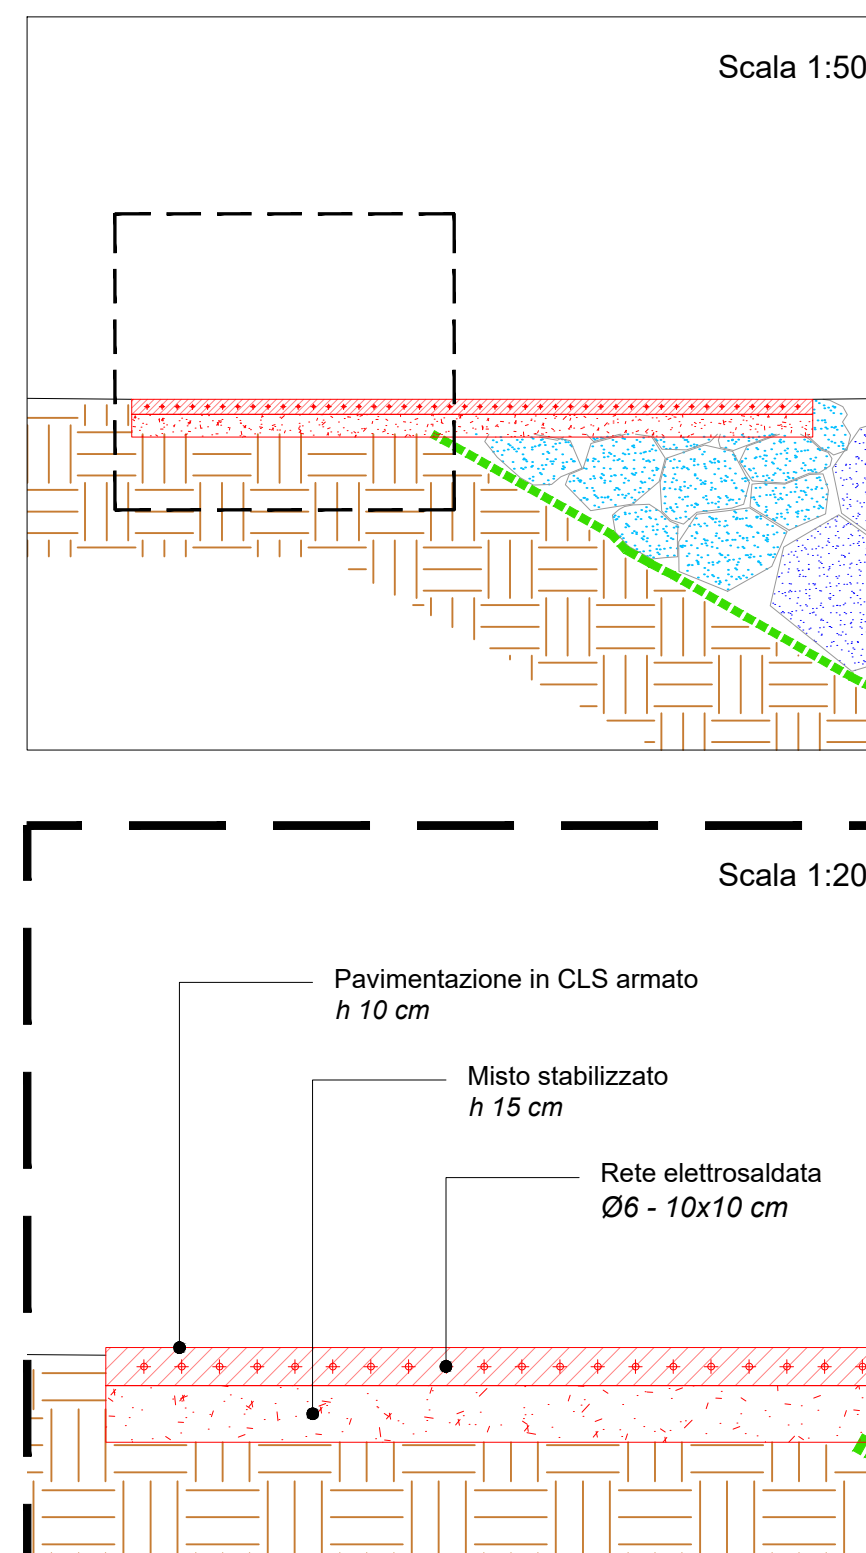 Scala 1:50
Scala 1:20
Pavimentazione in CLS armato
h 10 cm
Misto stabilizzato
h 15 cm
Rete elettrosaldata
Ø6 - 10x10 cm